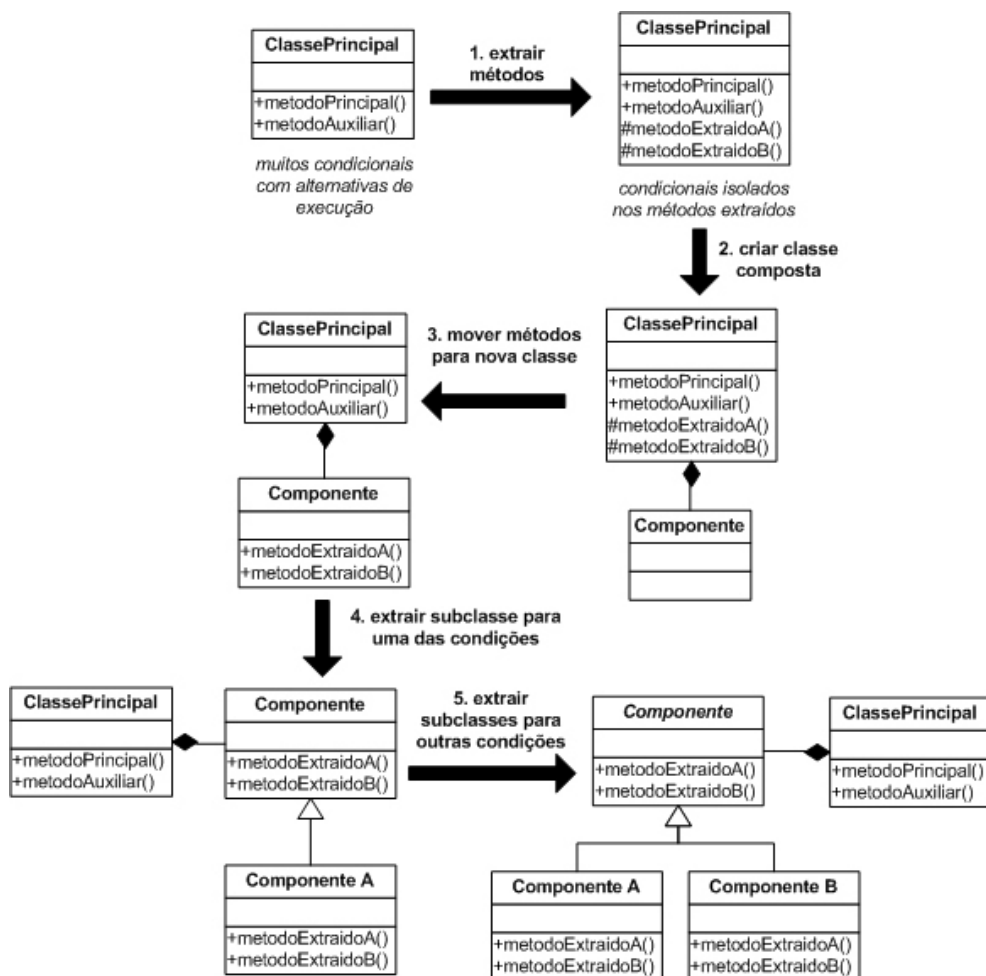 ClassePrincipal
+metodoPrincipal()
+metodoAuxiliar()
muitos condicionais
com alternativas de
execução
1. extrair
métodos
ClassePrincipal
+metodoPrincipal()
+metodoAuxiliar()
#metodoExtraidoA()
#metodoExtraidoB()
condicionais isolados
nos métodos extraídos
2. criar classe
composta
ClassePrincipal
+metodoPrincipal()
+metodoAuxiliar()
#metodoExtraidoA()
#metodoExtraidoB()
Componente
3. mover métodos
para nova classe
ClassePrincipal
+metodoPrincipal()
+metodoAuxiliar()
Componente
+metodoExtraidoA()
+metodoExtraidoB()
4. extrair subclasse para
uma das condições
ClassePrincipal
+metodoPrincipal()
+metodoAuxiliar()
Componente
+metodoExtraidoA()
+metodoExtraidoB()
Componente A
+metodoExtraidoA()
+metodoExtraidoB()
5. extrair
subclasses para
outras condições
Componente
+metodoExtraidoA()
+metodoExtraidoB()
ClassePrincipal
+metodoPrincipal()
+metodoAuxiliar()
Componente A
+metodoExtraidoA()
+metodoExtraidoB()
Componente B
+metodoExtraidoA()
+metodoExtraidoB()